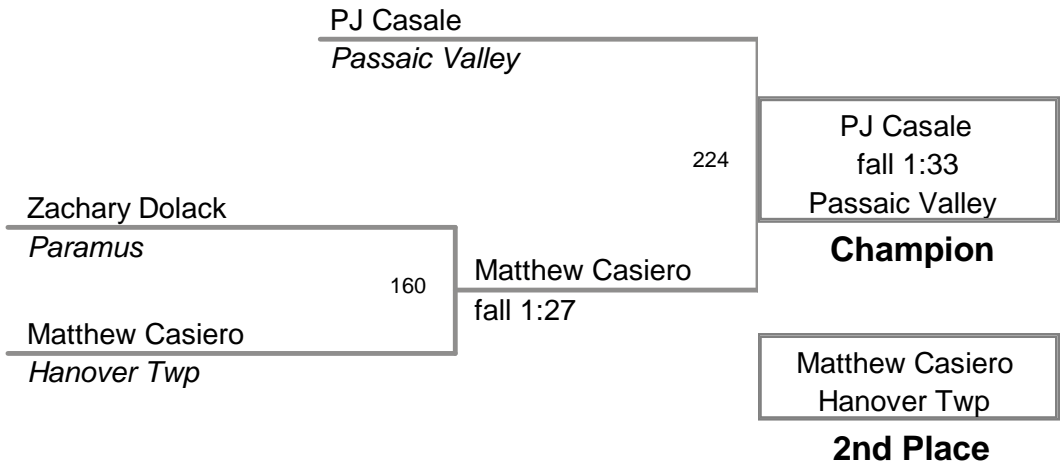 PJ Casale
Passaic Valley
224
PJ Casale
fall 1:33
Passaic Valley
Champion
Zachary Dolack
Paramus
160
Matthew Casiero
fall 1:27
Matthew Casiero
Hanover Twp
Matthew Casiero
Hanover Twp
2nd Place